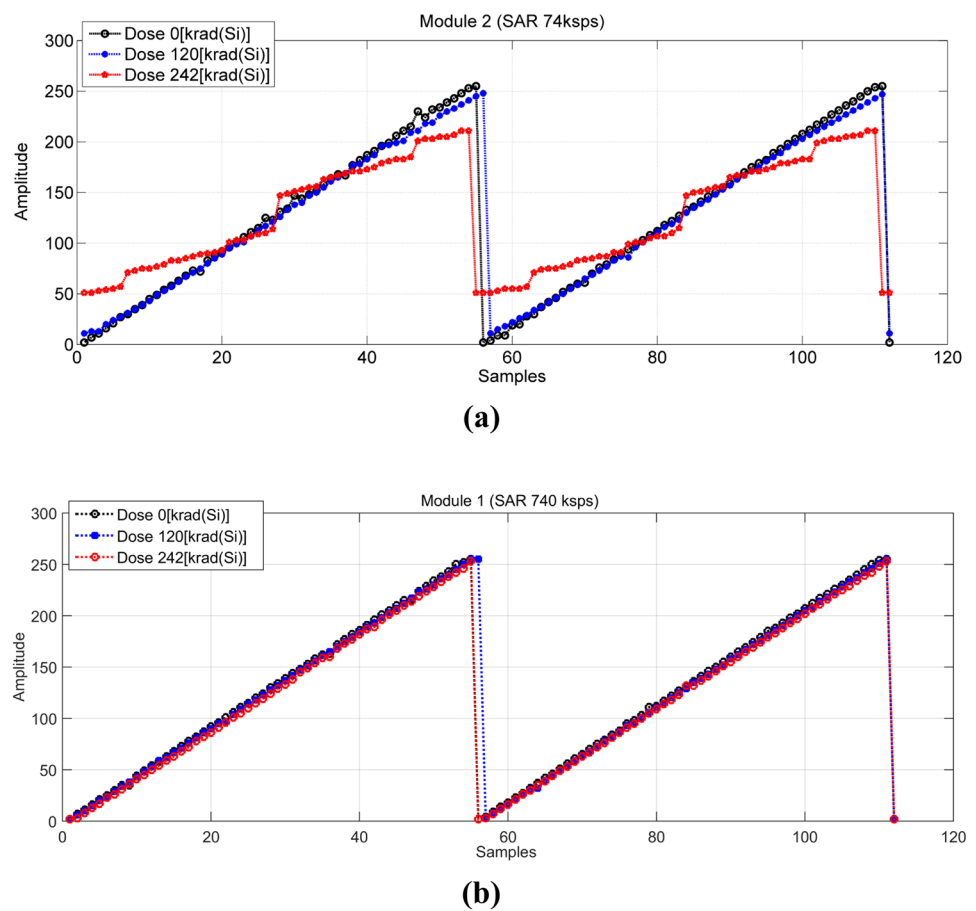 Module 2 (SAR 74ksps)
Dose 0[krad(Si)]
Dose 120[krad(Si)]
Dose 242[krad(Si)]
300
250
200
150
100
50
0
Amplitude
0 20 40 60 80 100 120
Samples
(a)
Module 1 (SAR 740 ksps)
Dose 0[krad(Si)]
Dose 120[krad(Si)]
Dose 242[krad(Si)]
300
250
200
150
100
50
0
Amplitude
0 20 40 60 80 100 120
Samples
(b)